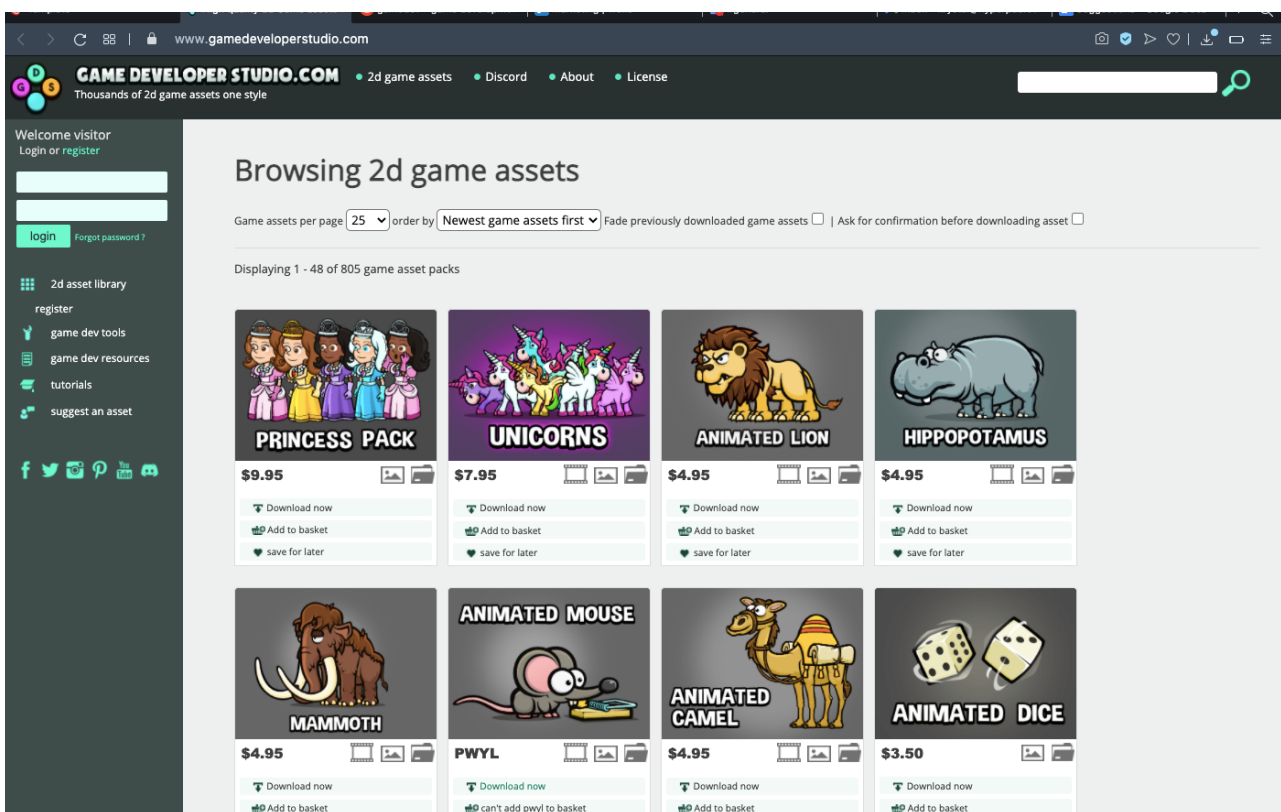 www.gamedeveloperstudio.com
G D S
GAME DEVELOPER STUDIO.COM
Thousands of 2d game assets one style
2d game assets
Discord
About
License
Welcome visitor
Login or register
login
Forgot password ?
2d asset library
register
game dev tools
game dev resources
tutorials
suggest an asset
You Tube
Browsing 2d game assets
Game assets per page 25 order by Newest game assets first Fade previously downloaded game assets | Ask for confirmation before downloading asset
Displaying 1 - 48 of 805 game asset packs
PRINCESS PACK
$9.95
Download now
Add to basket
save for later
UNICORNS
$7.95
Download now
Add to basket
save for later
ANIMATED LION
$4.95
Download now
Add to basket
save for later
HIPPOPOTAMUS
$4.95
Download now
Add to basket
save for later
MAMMOTH
$4.95
Download now
Add to basket
ANIMATED MOUSE
PWYL
Download now
can't add pwyl to basket
ANIMATED
CAMEL
$4.95
Download now
Add to basket
ANIMATED DICE
$3.50
Download now
Add to basket